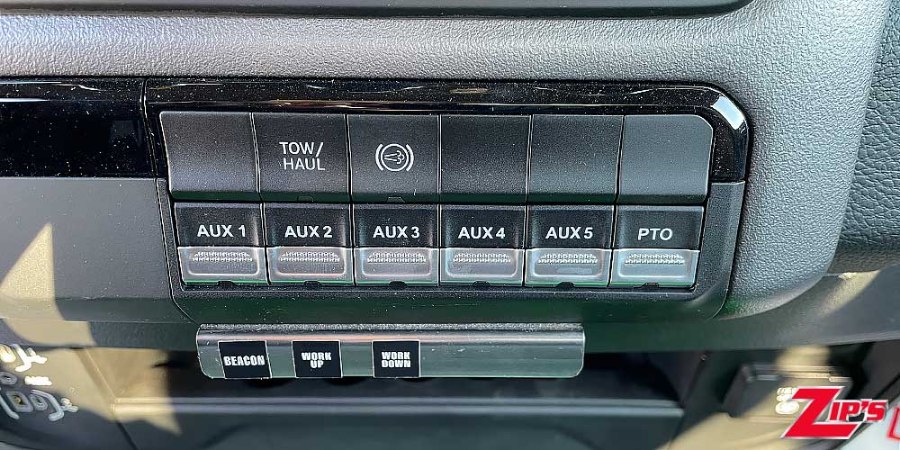 TOW/
HAUL
AUX 1 AUX 2 AUX 3 AUX 4 AUX 5 PTO
BEACON WORK UP WORK DOWN
ZIP'S